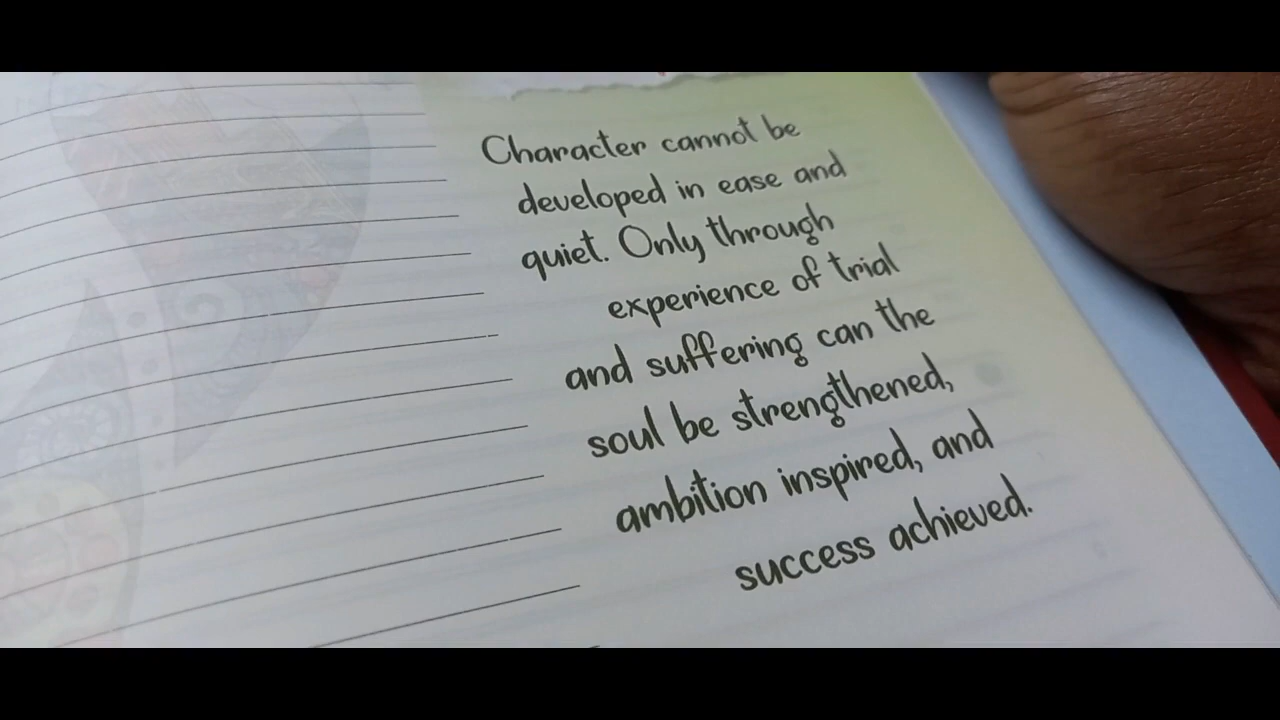 Character cannot be
developed in ease and
quiet. Only through
experience of trial
and suffering can the
soul be strengthened,
ambition inspired, and
success achieved.